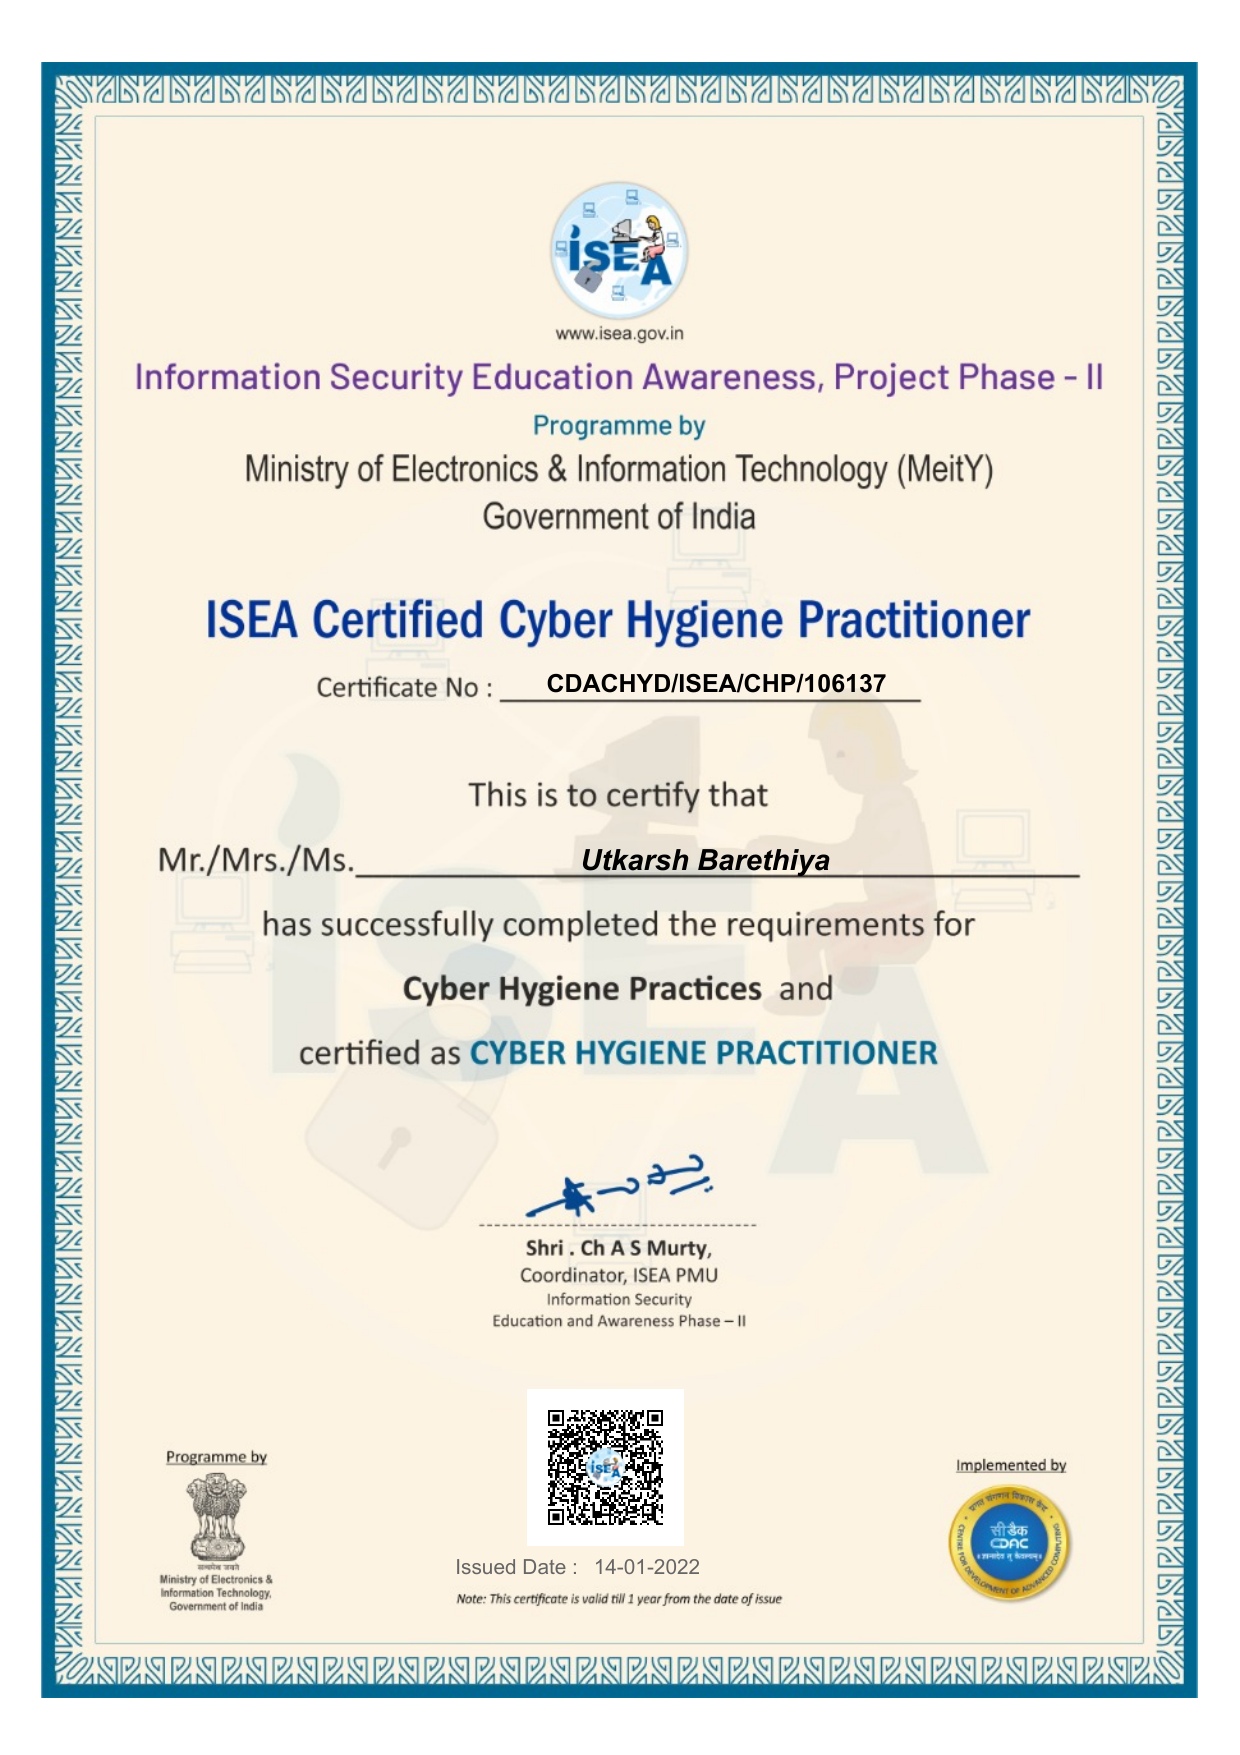 iSEA
www.isea.gov.in
Information Security Education Awareness, Project Phase - II
Programme by
Ministry of Electronics & Information Technology (MeitY)
Government of India
ISEA Certified Cyber Hygiene Practitioner
Certificate No : CDACHYD/ISEA/CHP/106137
This is to certify that
Mr./Mrs./Ms. Utkarsh Barethiya
has successfully completed the requirements for
Cyber Hygiene Practices and
certified as CYBER HYGIENE PRACTITIONER
Shri . Ch A S Murty,
Coordinator, ISEA PMU
Information Security
Education and Awareness Phase – II
Programme by
सत्यमेव जयते
Ministry of Electronics &
Information Technology,
Government of India
iSEA
Issued Date : 14-01-2022
Note: This certificate is valid till 1 year from the date of issue
Implemented by
प्रगत संगणन विकास केंद्र
सी डैक
CDAC
CENTRE FOR DEVELOPMENT OF ADVANCED COMPUTING